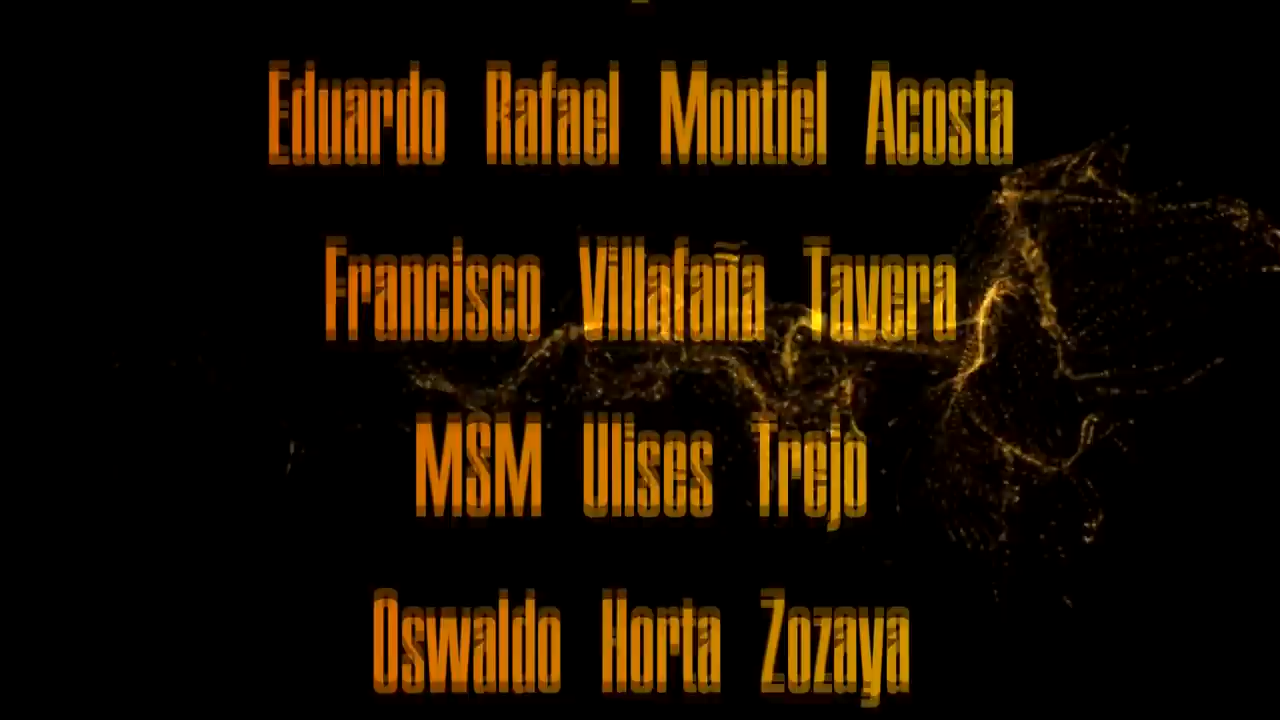 Eduardo Rafael Montiel Acosta
Francisco Villafaña Tavera
MSM Ulises Trejo
Oswaldo Horta Zozaya